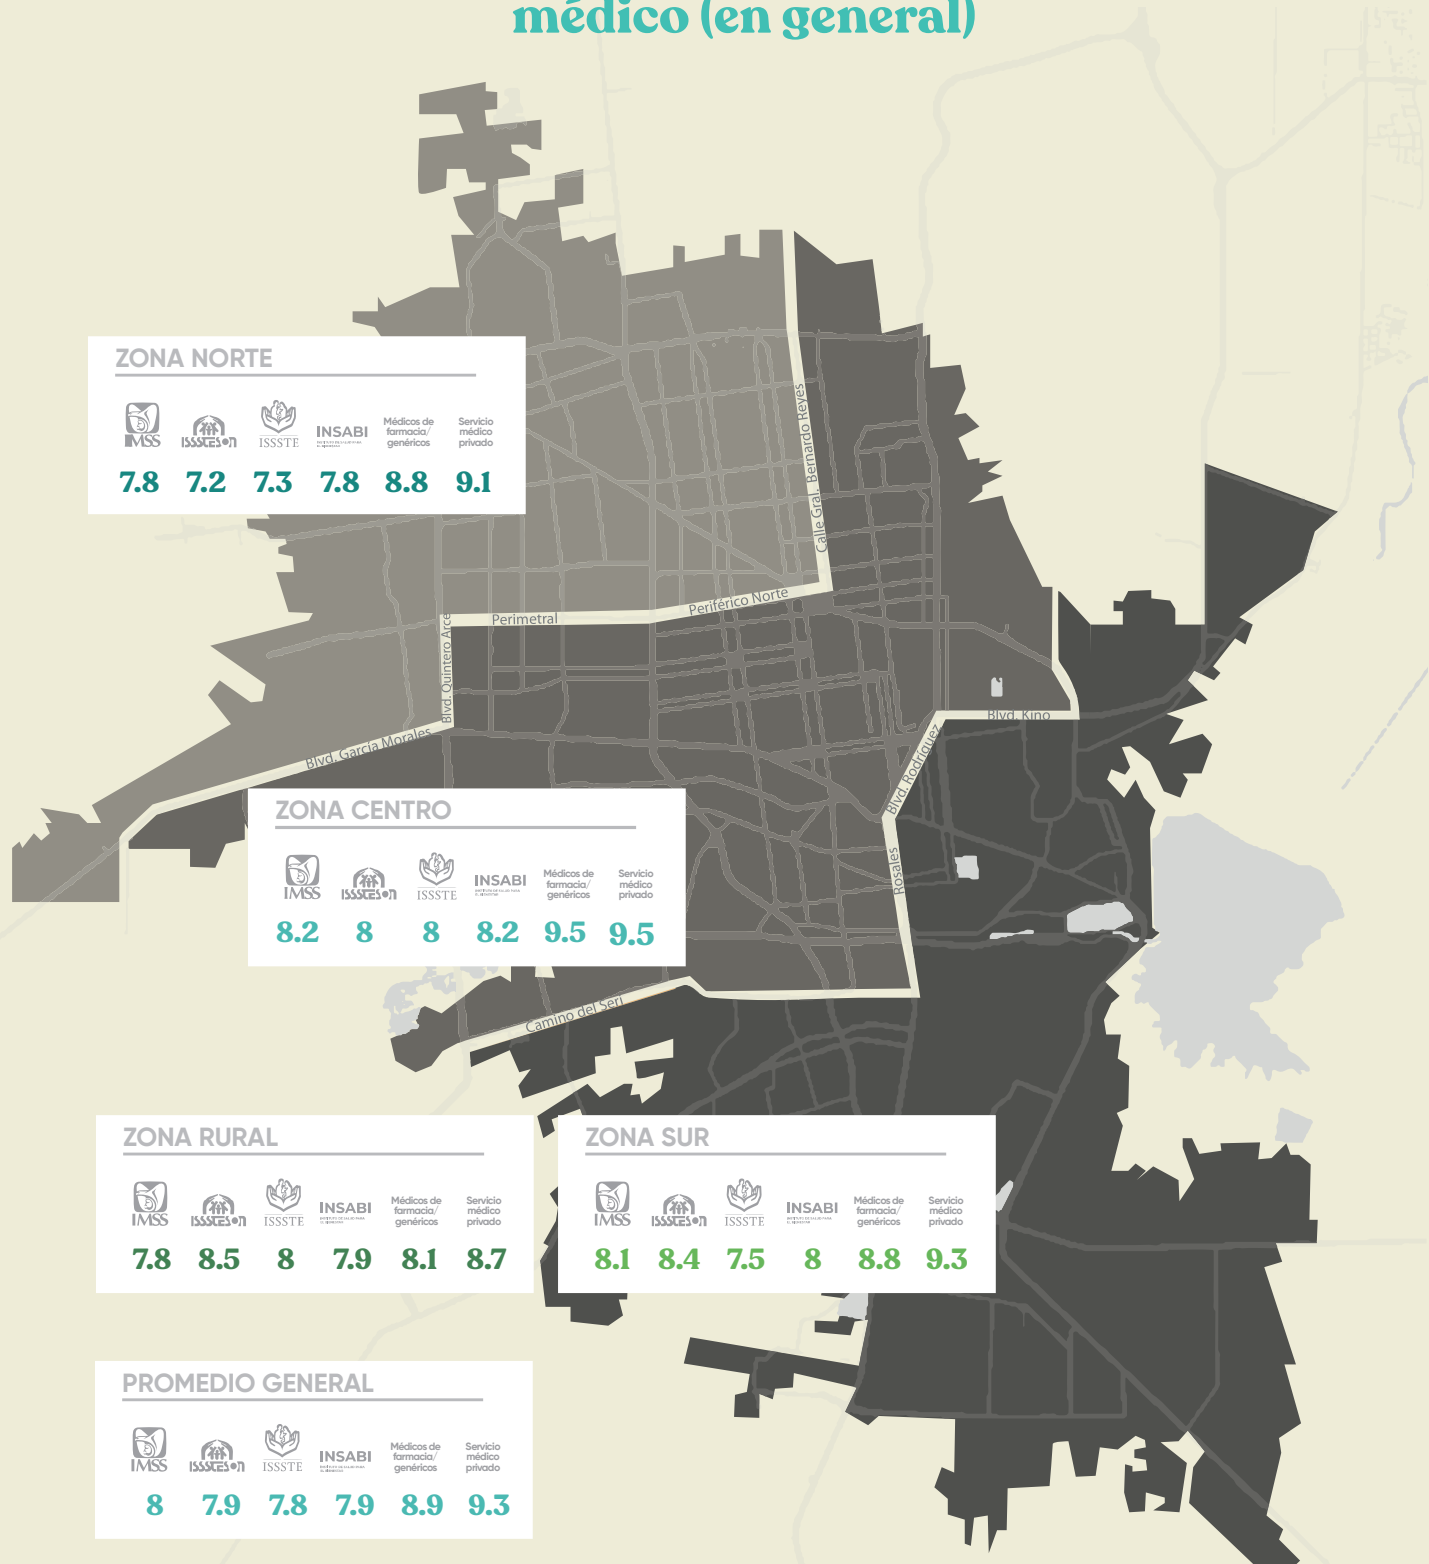 médico (en general)
Calle Gral. Bernardo Reyes
Periférico Norte
Perimetral
Blvd. Quintero Arce
Blvd. García Morales
Blvd. Kino
Blvd. Rodríguez
Rosales
Camino del Seri
ZONA NORTE
IMSS
ISSSTESON
ISSSTE
INSABI
Médicos de
farmacia/
genéricos
Servicio
médico
privado
7.8 7.2 7.3 7.8 8.8 9.1
ZONA CENTRO
IMSS
ISSSTESON
ISSSTE
INSABI
Médicos de
farmacia/
genéricos
Servicio
médico
privado
8.2 8 8 8.2 9.5 9.5
ZONA RURAL
IMSS
ISSSTESON
ISSSTE
INSABI
Médicos de
farmacia/
genéricos
Servicio
médico
privado
7.8 8.5 8 7.9 8.1 8.7
ZONA SUR
IMSS
ISSSTESON
ISSSTE
INSABI
Médicos de
farmacia/
genéricos
Servicio
médico
privado
8.1 8.4 7.5 8 8.8 9.3
PROMEDIO GENERAL
IMSS
ISSSTESON
ISSSTE
INSABI
Médicos de
farmacia/
genéricos
Servicio
médico
privado
8 7.9 7.8 7.9 8.9 9.3